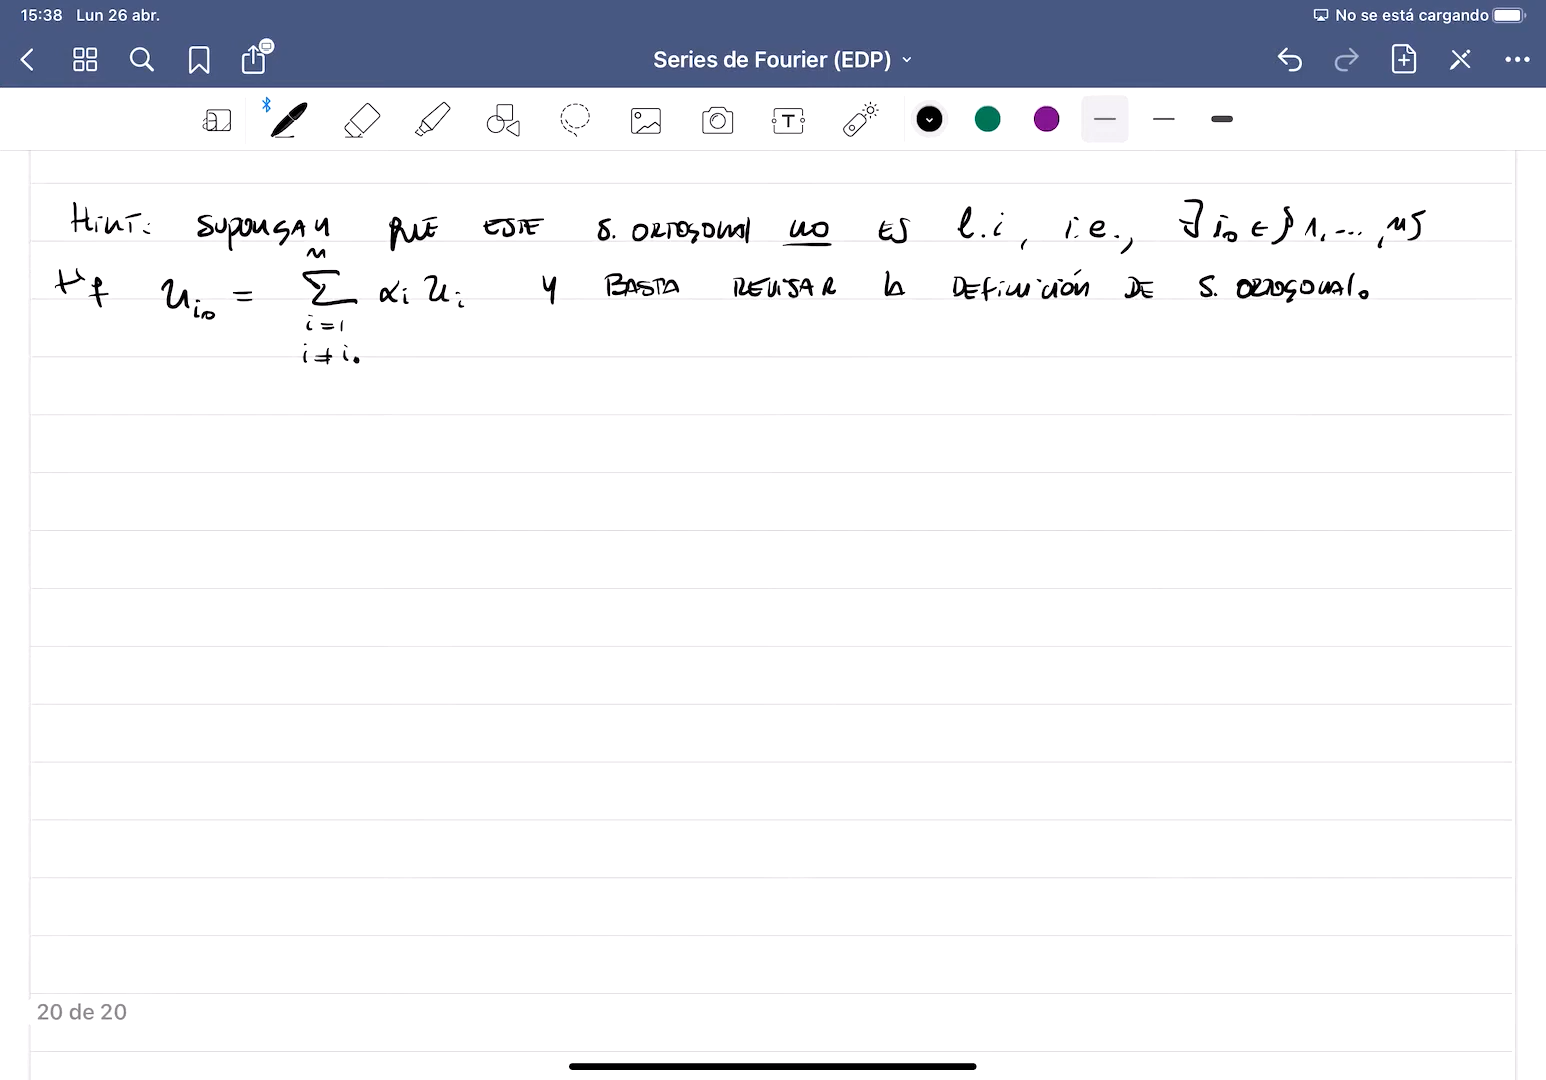 15:38 Lun 26 abr. No se está cargando
Series de Fourier (EDP)
Hint: supongan que este s. ortogonal no es l.i, i.e., ∃ i₀ ∈ {1, ..., n}
t.q u_{i₀} = ∑_{i=1, i≠i₀}^{n} αᵢ uᵢ y basta revisar la definición de s. ortogonal.
20 de 20